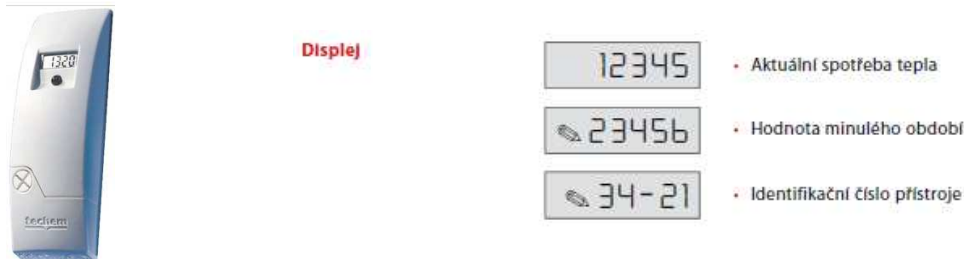 1320
techem
Displej
12345
• Aktuální spotřeba tepla
23456
• Hodnota minulého období
34-21
• Identifikační číslo přístroje